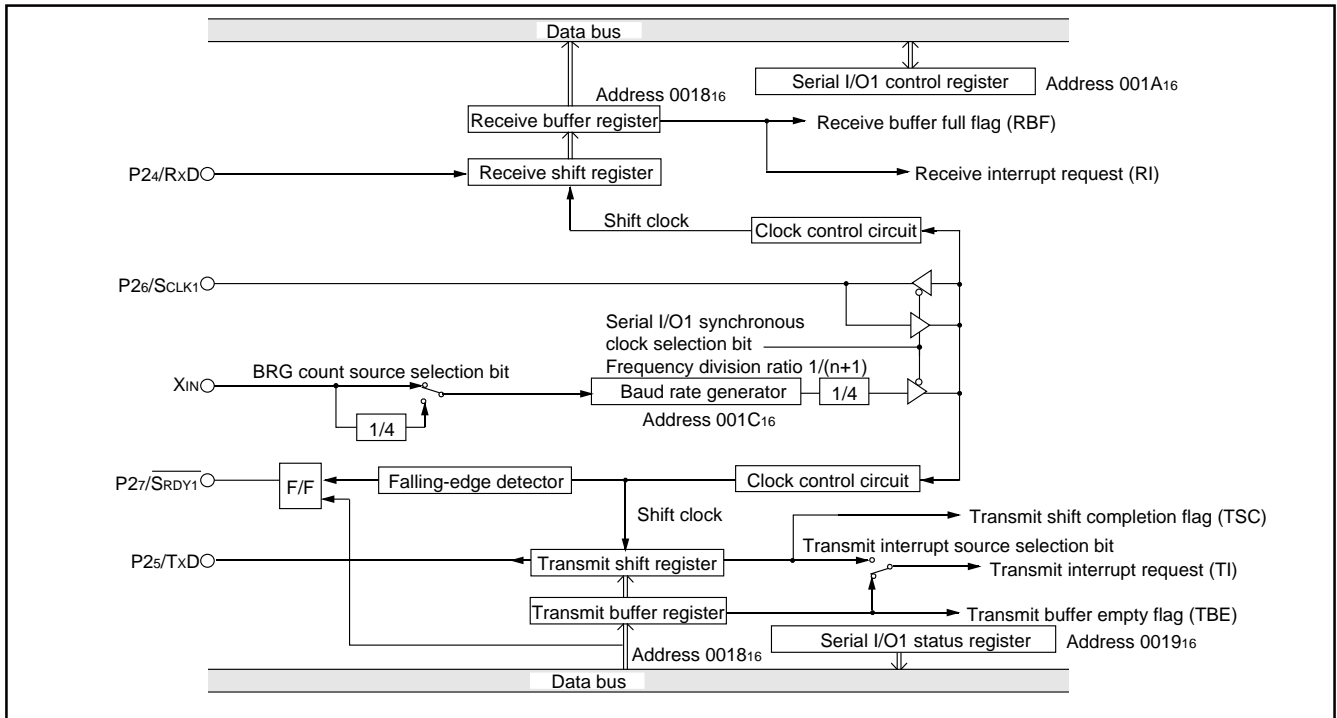 Data bus
Serial I/O1 control register
Address 001A16
Address 001816
Receive buffer register
Receive buffer full flag (RBF)
P24/RXD
Receive shift register
Receive interrupt request (RI)
Shift clock
Clock control circuit
P26/SCLK1
Serial I/O1 synchronous
clock selection bit
Frequency division ratio 1/(n+1)
BRG count source selection bit
XIN
Baud rate generator
1/4
Address 001C16
1/4
P27/SRDY1
F/F
Falling-edge detector
Clock control circuit
Shift clock
Transmit shift completion flag (TSC)
Transmit interrupt source selection bit
P25/TXD
Transmit shift register
Transmit interrupt request (TI)
Transmit buffer register
Transmit buffer empty flag (TBE)
Serial I/O1 status register
Address 001916
Address 001816
Data bus